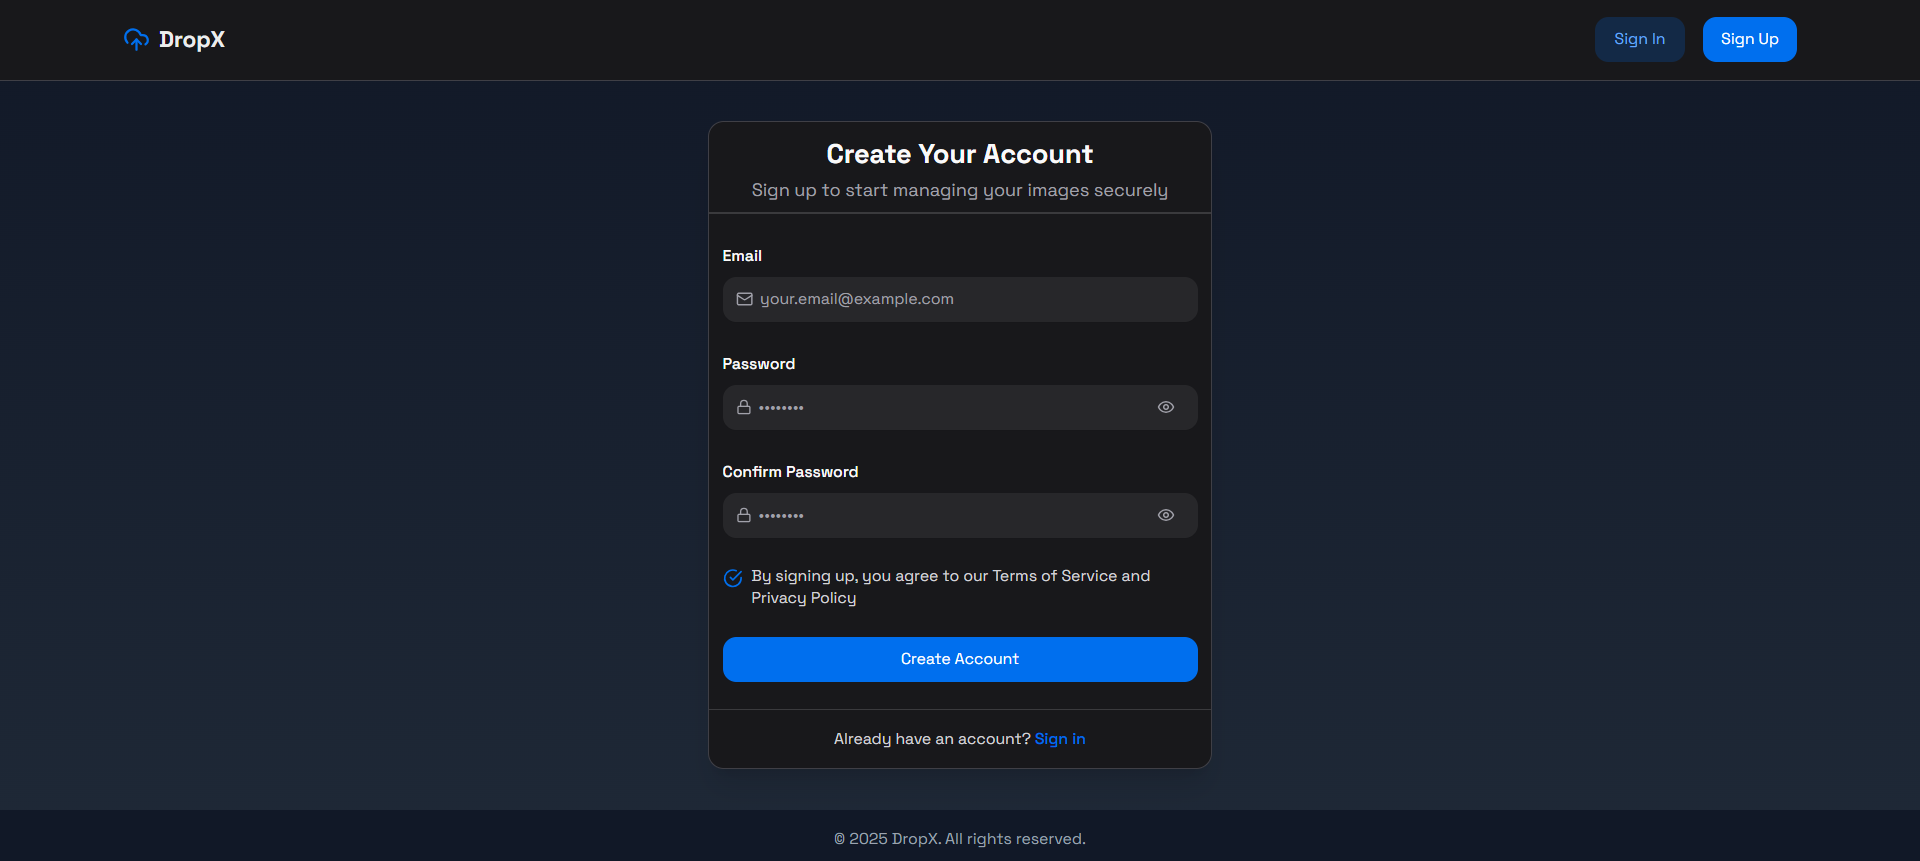 DropX
Sign In
Sign Up
Create Your Account
Sign up to start managing your images securely
Email
your.email@example.com
Password
••••••••
Confirm Password
••••••••
By signing up, you agree to our Terms of Service and
Privacy Policy
Create Account
Already have an account? Sign in
© 2025 DropX. All rights reserved.